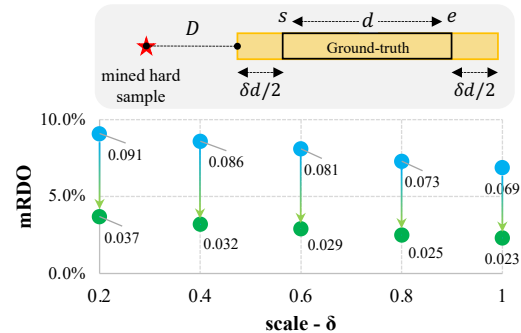 D
s
d
e
Ground-truth
mined hard
sample
δd/2
δd/2
10.0%
5.0%
0.0%
mRDO
0.091
0.086
0.081
0.073
0.069
0.037
0.032
0.029
0.025
0.023
0.2
0.4
0.6
0.8
1
scale - δ